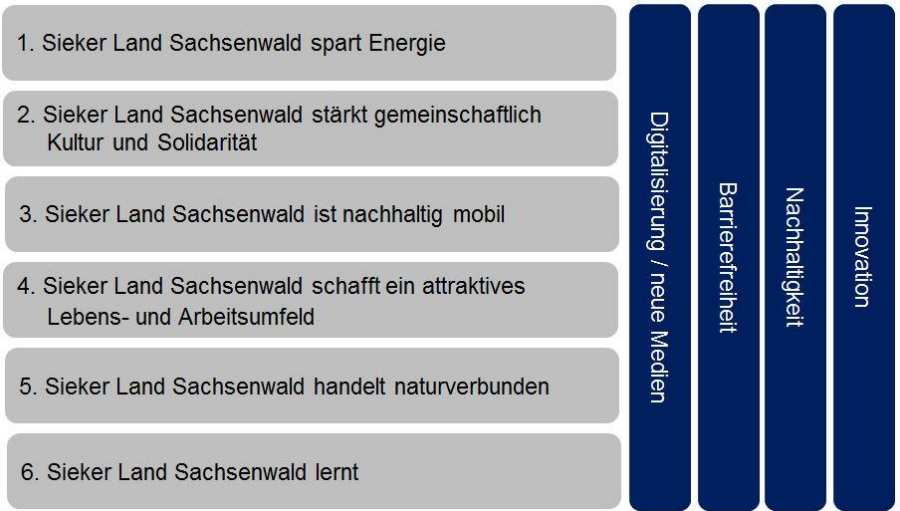 1. Sieker Land Sachsenwald spart Energie
2. Sieker Land Sachsenwald stärkt gemeinschaftlich
Kultur und Solidarität
3. Sieker Land Sachsenwald ist nachhaltig mobil
4. Sieker Land Sachsenwald schafft ein attraktives
Lebens- und Arbeitsumfeld
5. Sieker Land Sachsenwald handelt naturverbunden
6. Sieker Land Sachsenwald lernt
Digitalisierung / neue Medien
Barrierefreiheit
Nachhaltigkeit
Innovation